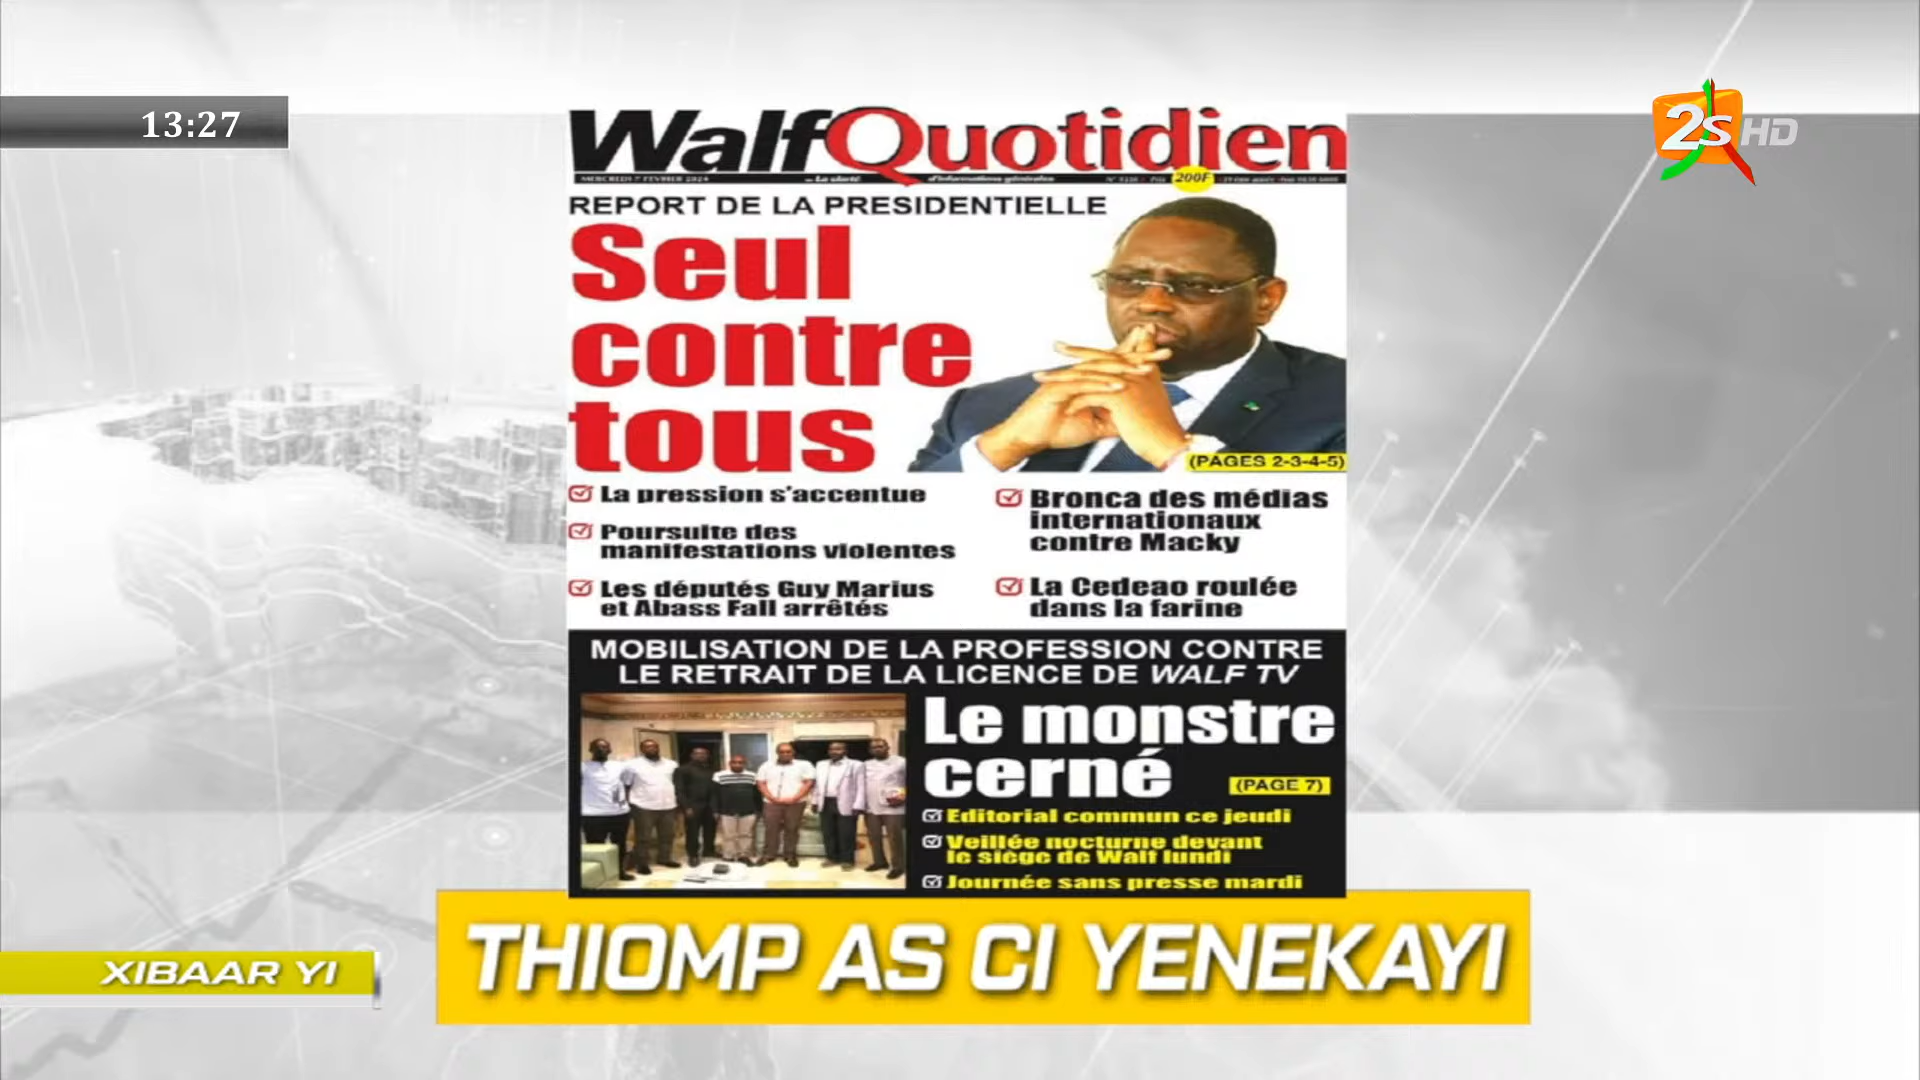 13:27
2S HD
WalfQuotidien
MERCREDI 7 FEVRIER 2024
200F
REPORT DE LA PRESIDENTIELLE
Seul
contre
tous
(PAGES 2-3-4-5)
La pression s'accentue
Poursuite des
manifestations violentes
Les députés Guy Marius
et Abass Fall arrêtés
Bronca des médias
internationaux
contre Macky
La Cedeao roulée
dans la farine
MOBILISATION DE LA PROFESSION CONTRE
LE RETRAIT DE LA LICENCE DE WALF TV
Le monstre
cerné
(PAGE 7)
Editorial commun ce jeudi
Veillée nocturne devant
le siège de Walf lundi
Journée sans presse mardi
THIOMP AS CI YENEKAYI
XIBAAR YI